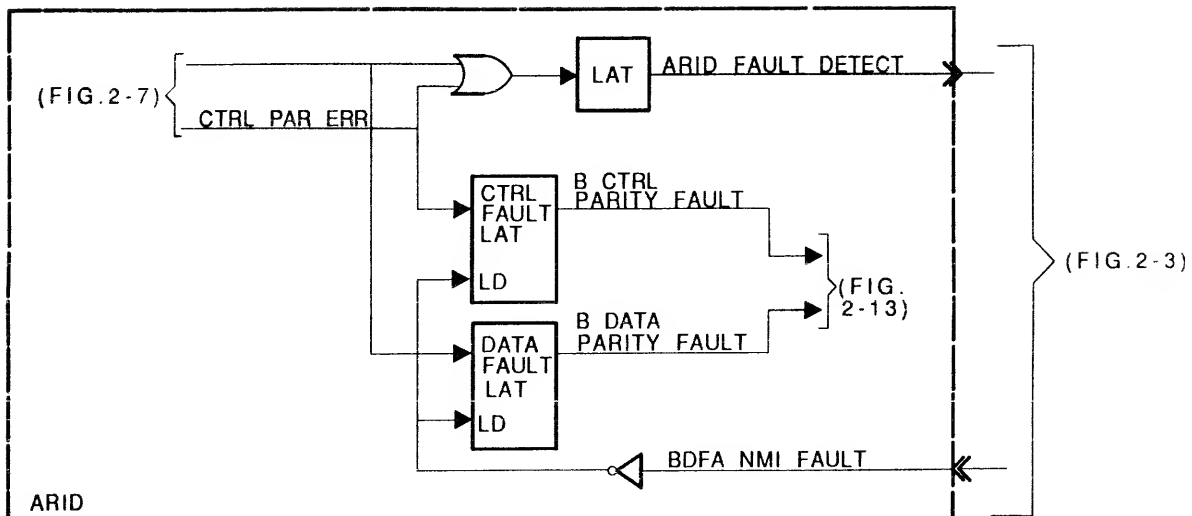 LAT
ARID FAULT DETECT
(FIG.2-7)
CTRL PAR ERR
CTRL
FAULT
LAT
LD
B CTRL
PARITY FAULT
(FIG.2-3)
(FIG.
2-13)
DATA
FAULT
LAT
LD
B DATA
PARITY FAULT
BDFA NMI FAULT
ARID